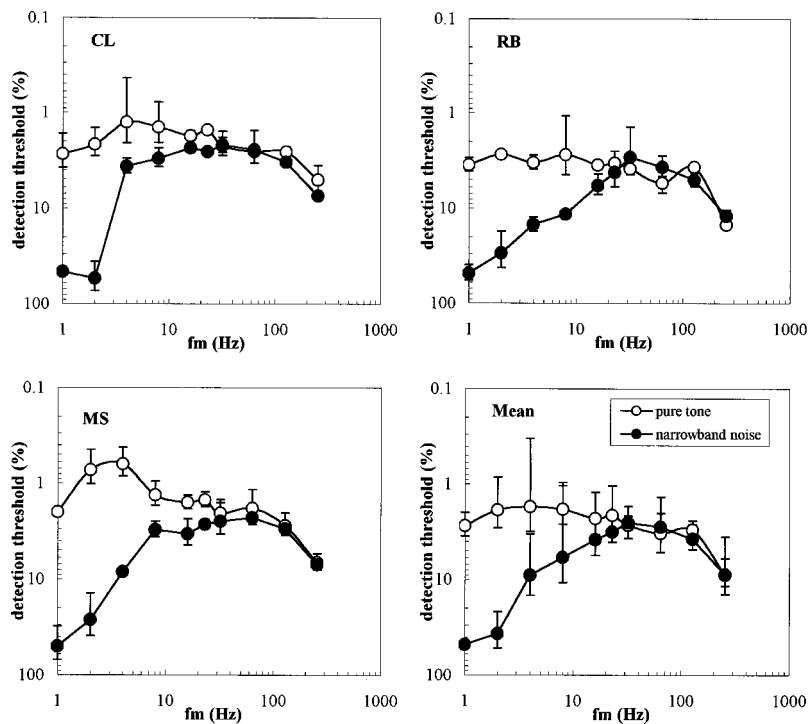 CL
detection threshold (%)
0.1
1
10
100
1
10
100
1000
fm (Hz)
RB
detection threshold (%)
0.1
1
10
100
1
10
100
1000
fm (Hz)
MS
detection threshold (%)
0.1
1
10
100
1
10
100
1000
fm (Hz)
Mean
pure tone
narrowband noise
detection threshold (%)
0.1
1
10
100
1
10
100
1000
fm (Hz)